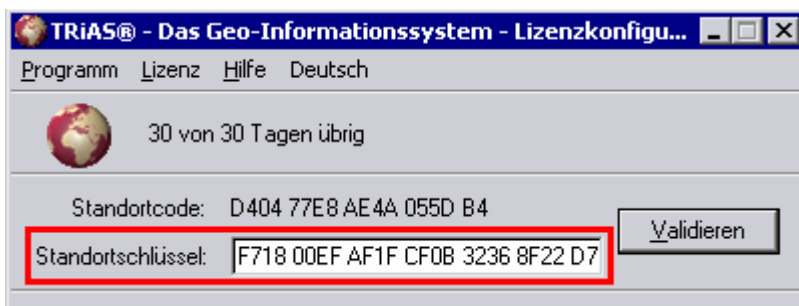 TRiAS® - Das Geo-Informationssystem - Lizenzkonfigu...
Programm Lizenz Hilfe Deutsch
30 von 30 Tagen übrig
Standortcode: D404 77E8 AE4A 055D B4
Standortschlüssel: F718 00EF AF1F CF0B 3236 8F22 D7
Validieren